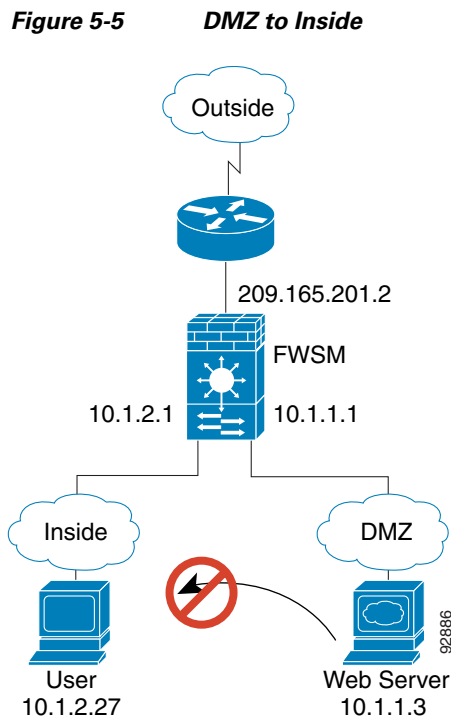 Figure 5-5 DMZ to Inside
Outside
209.165.201.2
FWSM
10.1.2.1 10.1.1.1
Inside DMZ
92886
User Web Server
10.1.2.27 10.1.1.3